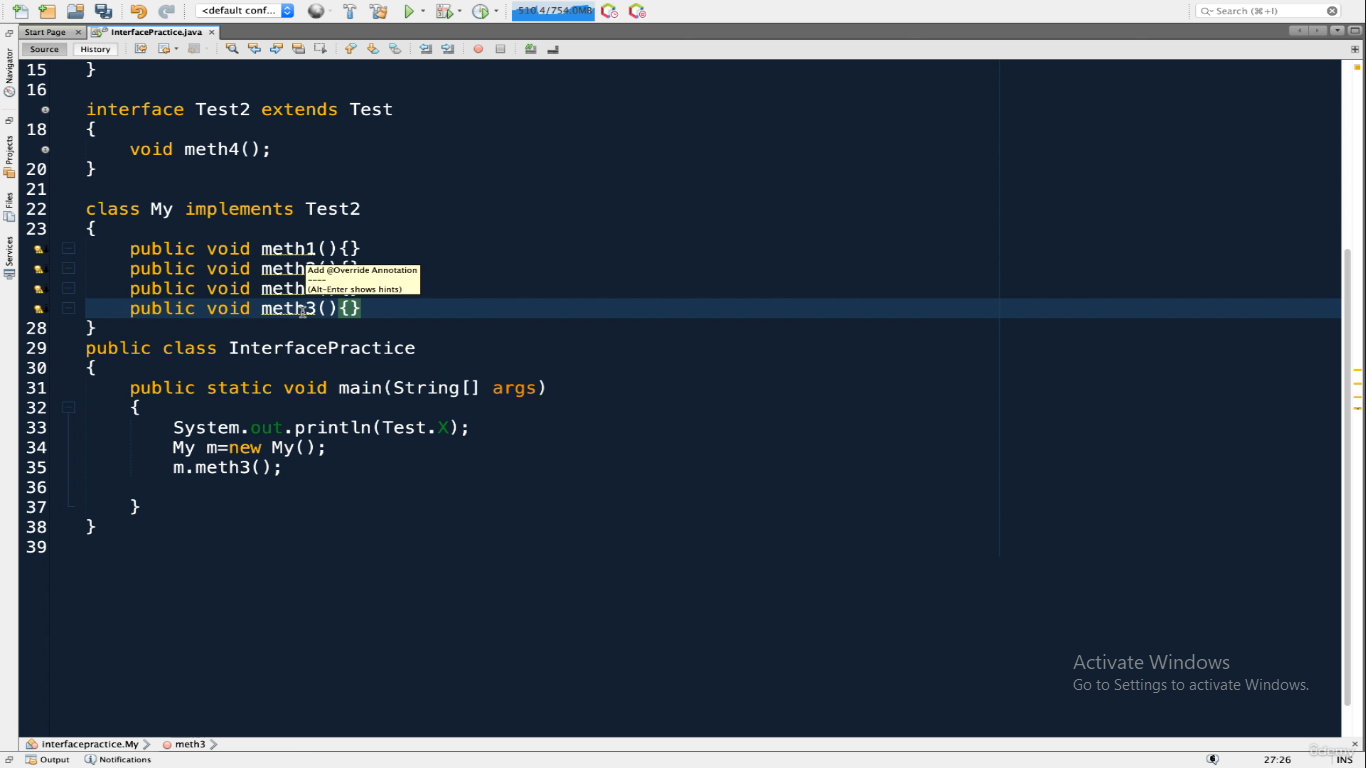 <default conf...
510.4/754.0MB
Search (⌘+I)
Start Page
InterfacePractice.java
Source
History
Navigator
Projects
Files
Services
15 }
16
interface Test2 extends Test
18 {
void meth4();
20 }
21
22 class My implements Test2
23 {
public void meth1(){}
public void
public void meth
public void meth3(){}
Add @Override Annotation
----
(Alt-Enter shows hints)
28 }
29 public class InterfacePractice
30 {
31 public static void main(String[] args)
32 {
33 System.out.println(Test.X);
34 My m=new My();
35 m.meth3();
36
37 }
38 }
39
Activate Windows
Go to Settings to activate Windows.
interfacepractice.My
meth3
Output
Notifications
27:26
INS
ûdemy